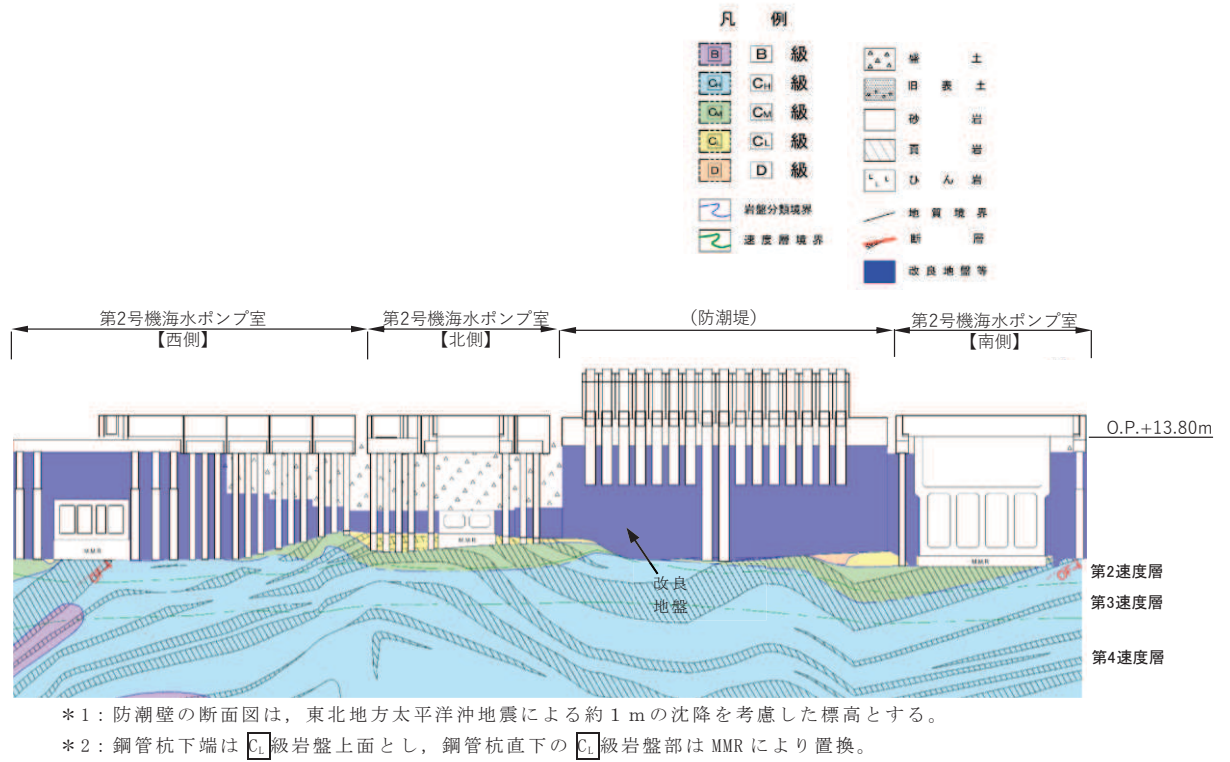 凡 例
B B 級
CH CH 級
CM CM 級
CL CL 級
D D 級
岩盤分類境界
速度層境界
盛 土
旧 表 土
砂 岩
頁 岩
ひ ん 岩
地 質 境 界
断 層
改 良 地 盤 等
第2号機海水ポンプ室
【西側】
第2号機海水ポンプ室
【北側】
(防潮堤)
第2号機海水ポンプ室
【南側】
O.P.+13.80m
MMR
MMR
MMR
改良
地盤
第2速度層
第3速度層
第4速度層
*1:防潮壁の断面図は,東北地方太平洋沖地震による約1mの沈降を考慮した標高とする。
*2:鋼管杭下端はCL級岩盤上面とし,鋼管杭直下のCL級岩盤部はMMRにより置換。